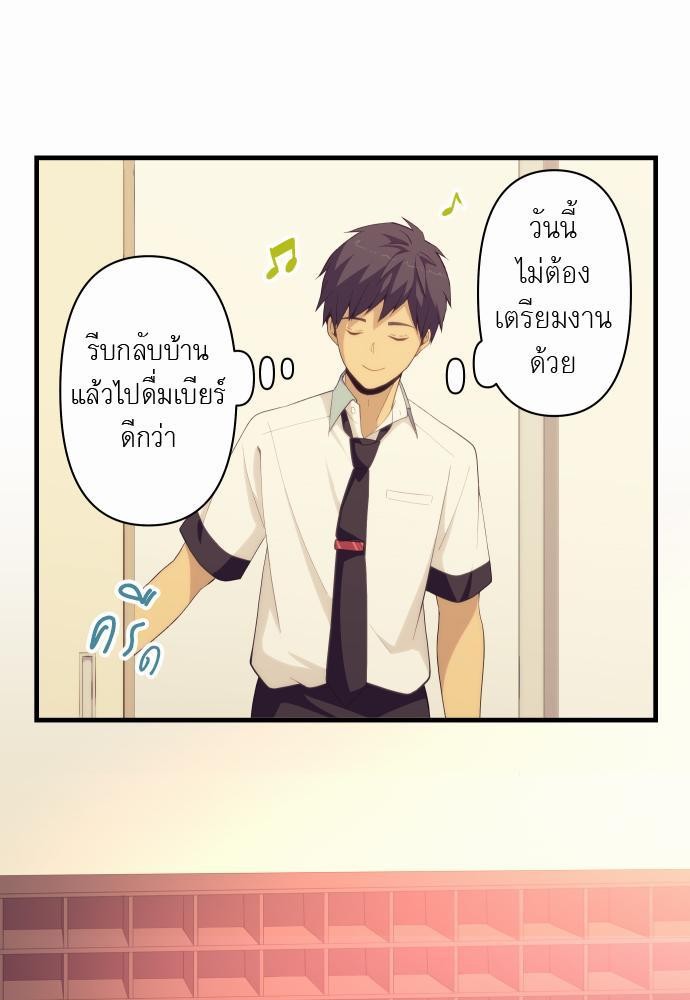 วันนี้
ไม่ต้อง
เตรียมงาน
ด้วย
รีบกลับบ้าน
แล้วไปดื่มเบียร์
ดีกว่า
ครืด